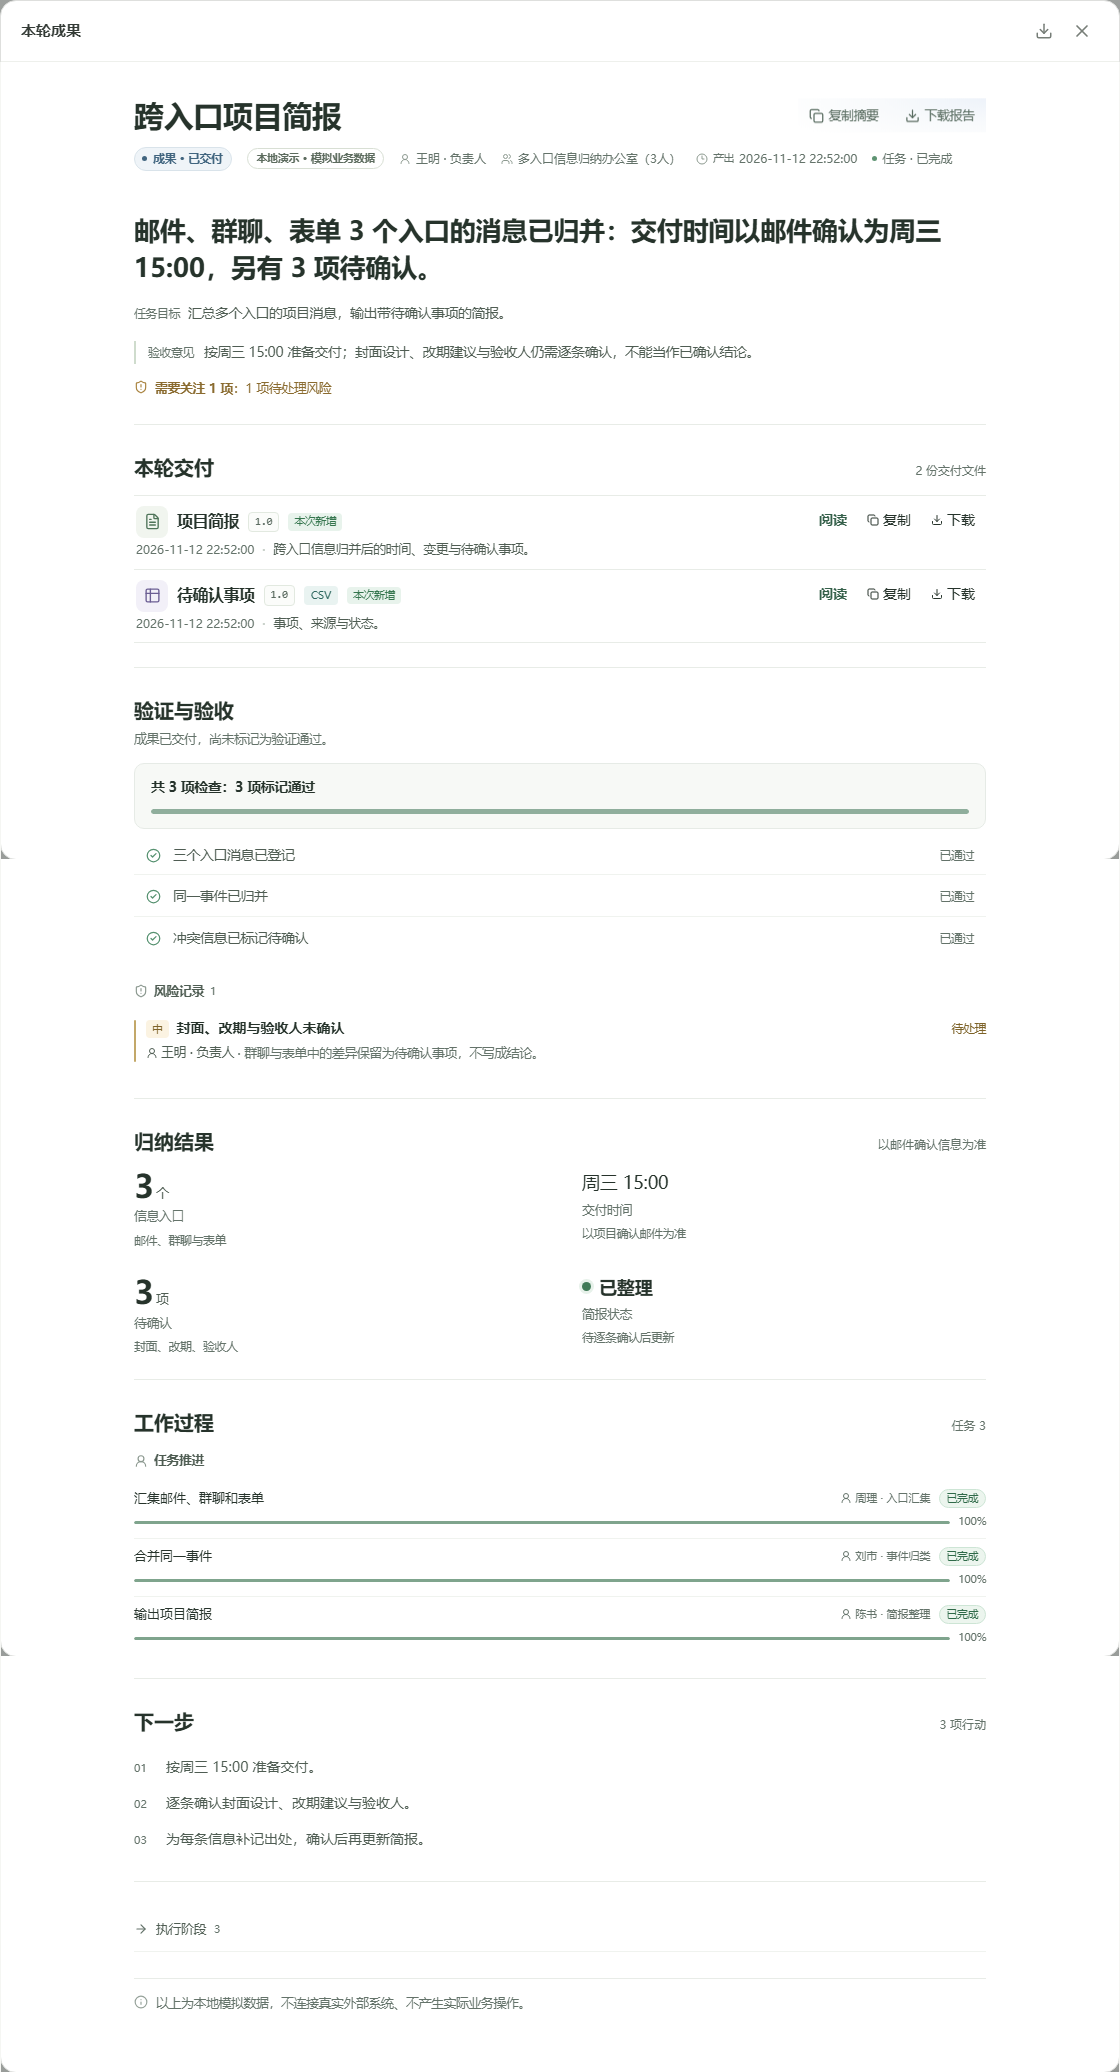 本轮成果
跨入口项目简报
复制摘要 下载报告
成果 • 已交付 本地演示 • 模拟业务数据 王明 · 负责人 多入口信息归纳办公室（3人） 产出 2026-11-12 22:52:00 任务 · 已完成
邮件、群聊、表单 3 个入口的消息已归并：交付时间以邮件确认为周三
15:00，另有 3 项待确认。
任务目标 汇总多个入口的项目消息，输出带待确认事项的简报。
验收意见 按周三 15:00 准备交付；封面设计、改期建议与验收人仍需逐条确认，不能当作已确认结论。
需要关注 1 项：1 项待处理风险
本轮交付 2 份交付文件
项目简报 1.0 本次新增 阅读 复制 下载
2026-11-12 22:52:00 · 跨入口信息归并后的时间、变更与待确认事项。
待确认事项 1.0 CSV 本次新增 阅读 复制 下载
2026-11-12 22:52:00 · 事项、来源与状态。
验证与验收
成果已交付，尚未标记为验证通过。
共 3 项检查：3 项标记通过
三个入口消息已登记 已通过
同一事件已归并 已通过
冲突信息已标记待确认 已通过
风险记录 1
中 封面、改期与验收人未确认 待处理
王明 · 负责人 · 群聊与表单中的差异保留为待确认事项，不写成结论。
归纳结果 以邮件确认信息为准
3 个
信息入口
邮件、群聊与表单
周三 15:00
交付时间
以项目确认邮件为准
3 项
待确认
封面、改期、验收人
已整理
简报状态
待逐条确认后更新
工作过程 任务 3
任务推进
汇集邮件、群聊和表单 周理 · 入口汇集 已完成
100%
合并同一事件 刘市 · 事件归类 已完成
100%
输出项目简报 陈书 · 简报整理 已完成
100%
下一步 3 项行动
01 按周三 15:00 准备交付。
02 逐条确认封面设计、改期建议与验收人。
03 为每条信息补记出处，确认后再更新简报。
执行阶段 3
以上为本地模拟数据，不连接真实外部系统、不产生实际业务操作。